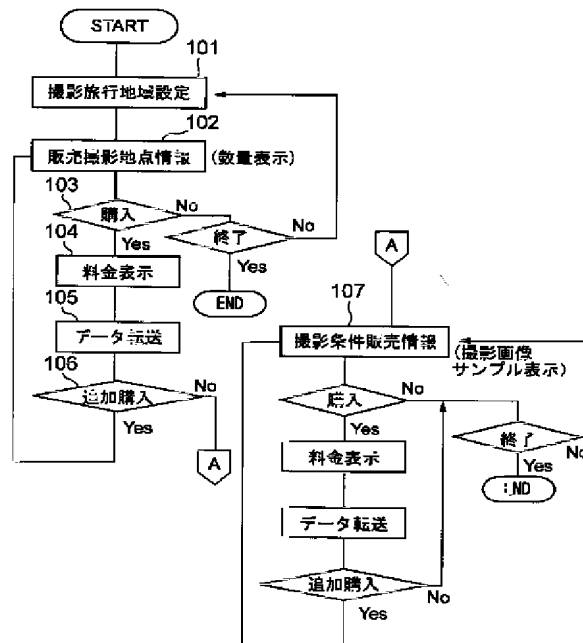 START
101
撮影旅行地域設定
102
販売撮影地点情報
(数量表示)
103
購入
No
Yes
終了
No
Yes
END
104
料金表示
105
データ転送
106
追加購入
No
Yes
A
A
107
撮影条件販売情報
(撮影画像
サンプル表示)
購入
No
Yes
終了
No
Yes
END
料金表示
データ転送
追加購入
No
Yes